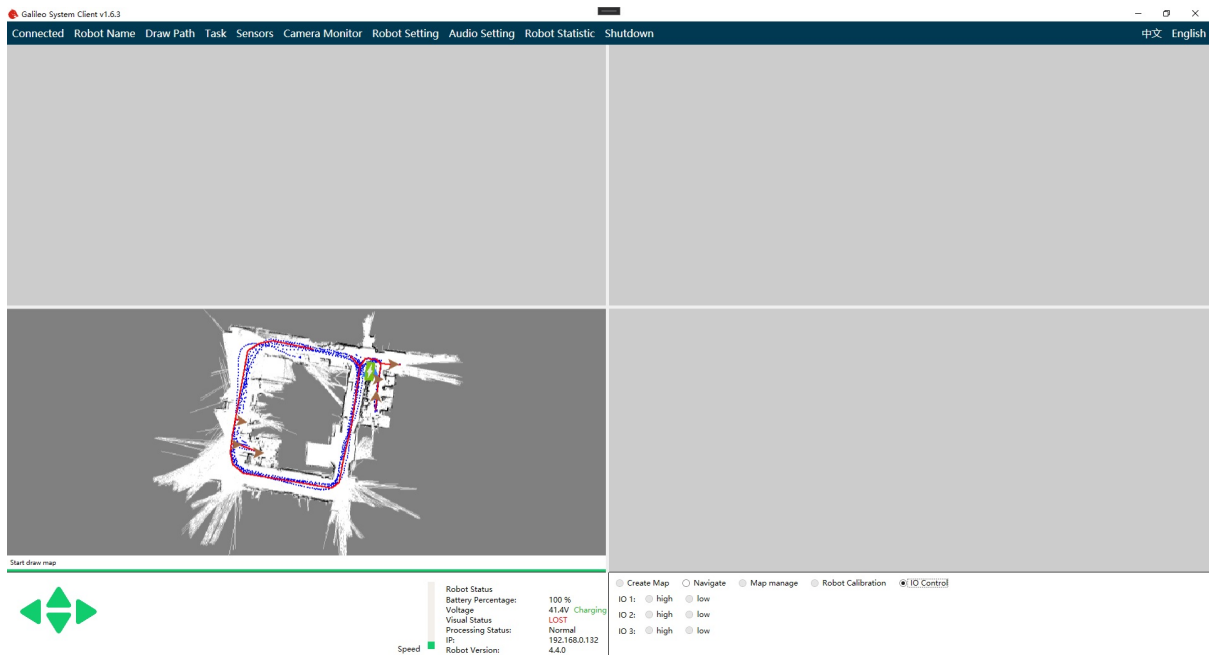 Galileo System Client v1.6.3
Connected Robot Name Draw Path Task Sensors Camera Monitor Robot Setting Audio Setting Robot Statistic Shutdown 中文 English
Start draw map
Create Map Navigate Map manage Robot Calibration IO Control
IO 1: high low
IO 2: high low
IO 3: high low
Robot Status
Battery Percentage: 100 %
Voltage 41.4V Charging
Visual Status LOST
Processing Status: Normal
IP: 192.168.0.132
Robot Version: 4.4.0
Speed